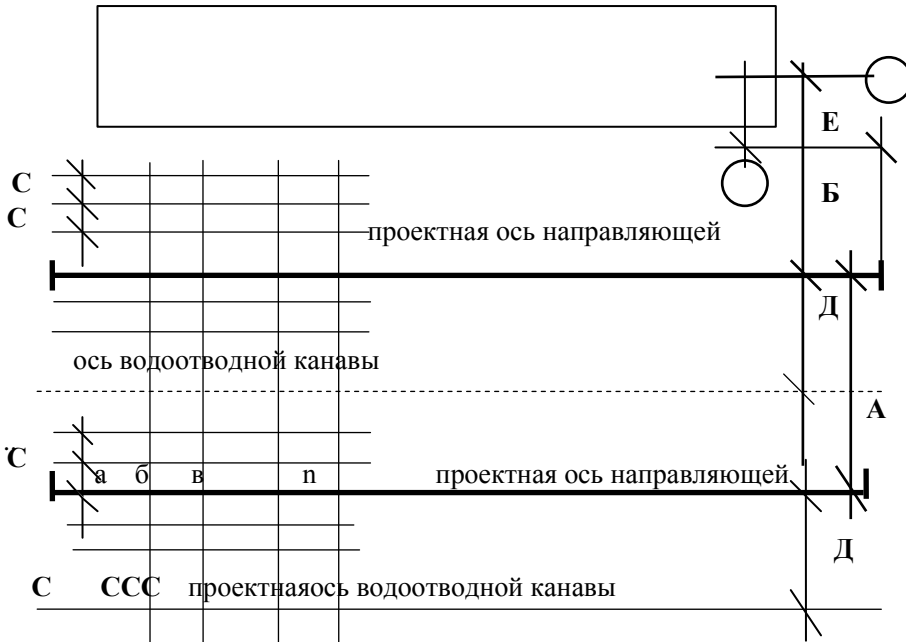 Е
С
Б
С
проектная ось направляющей
Д
ось водоотводной канавы
А
С
а б в n проектная ось направляющей
Д
С ССС проектнаяось водоотводной канавы